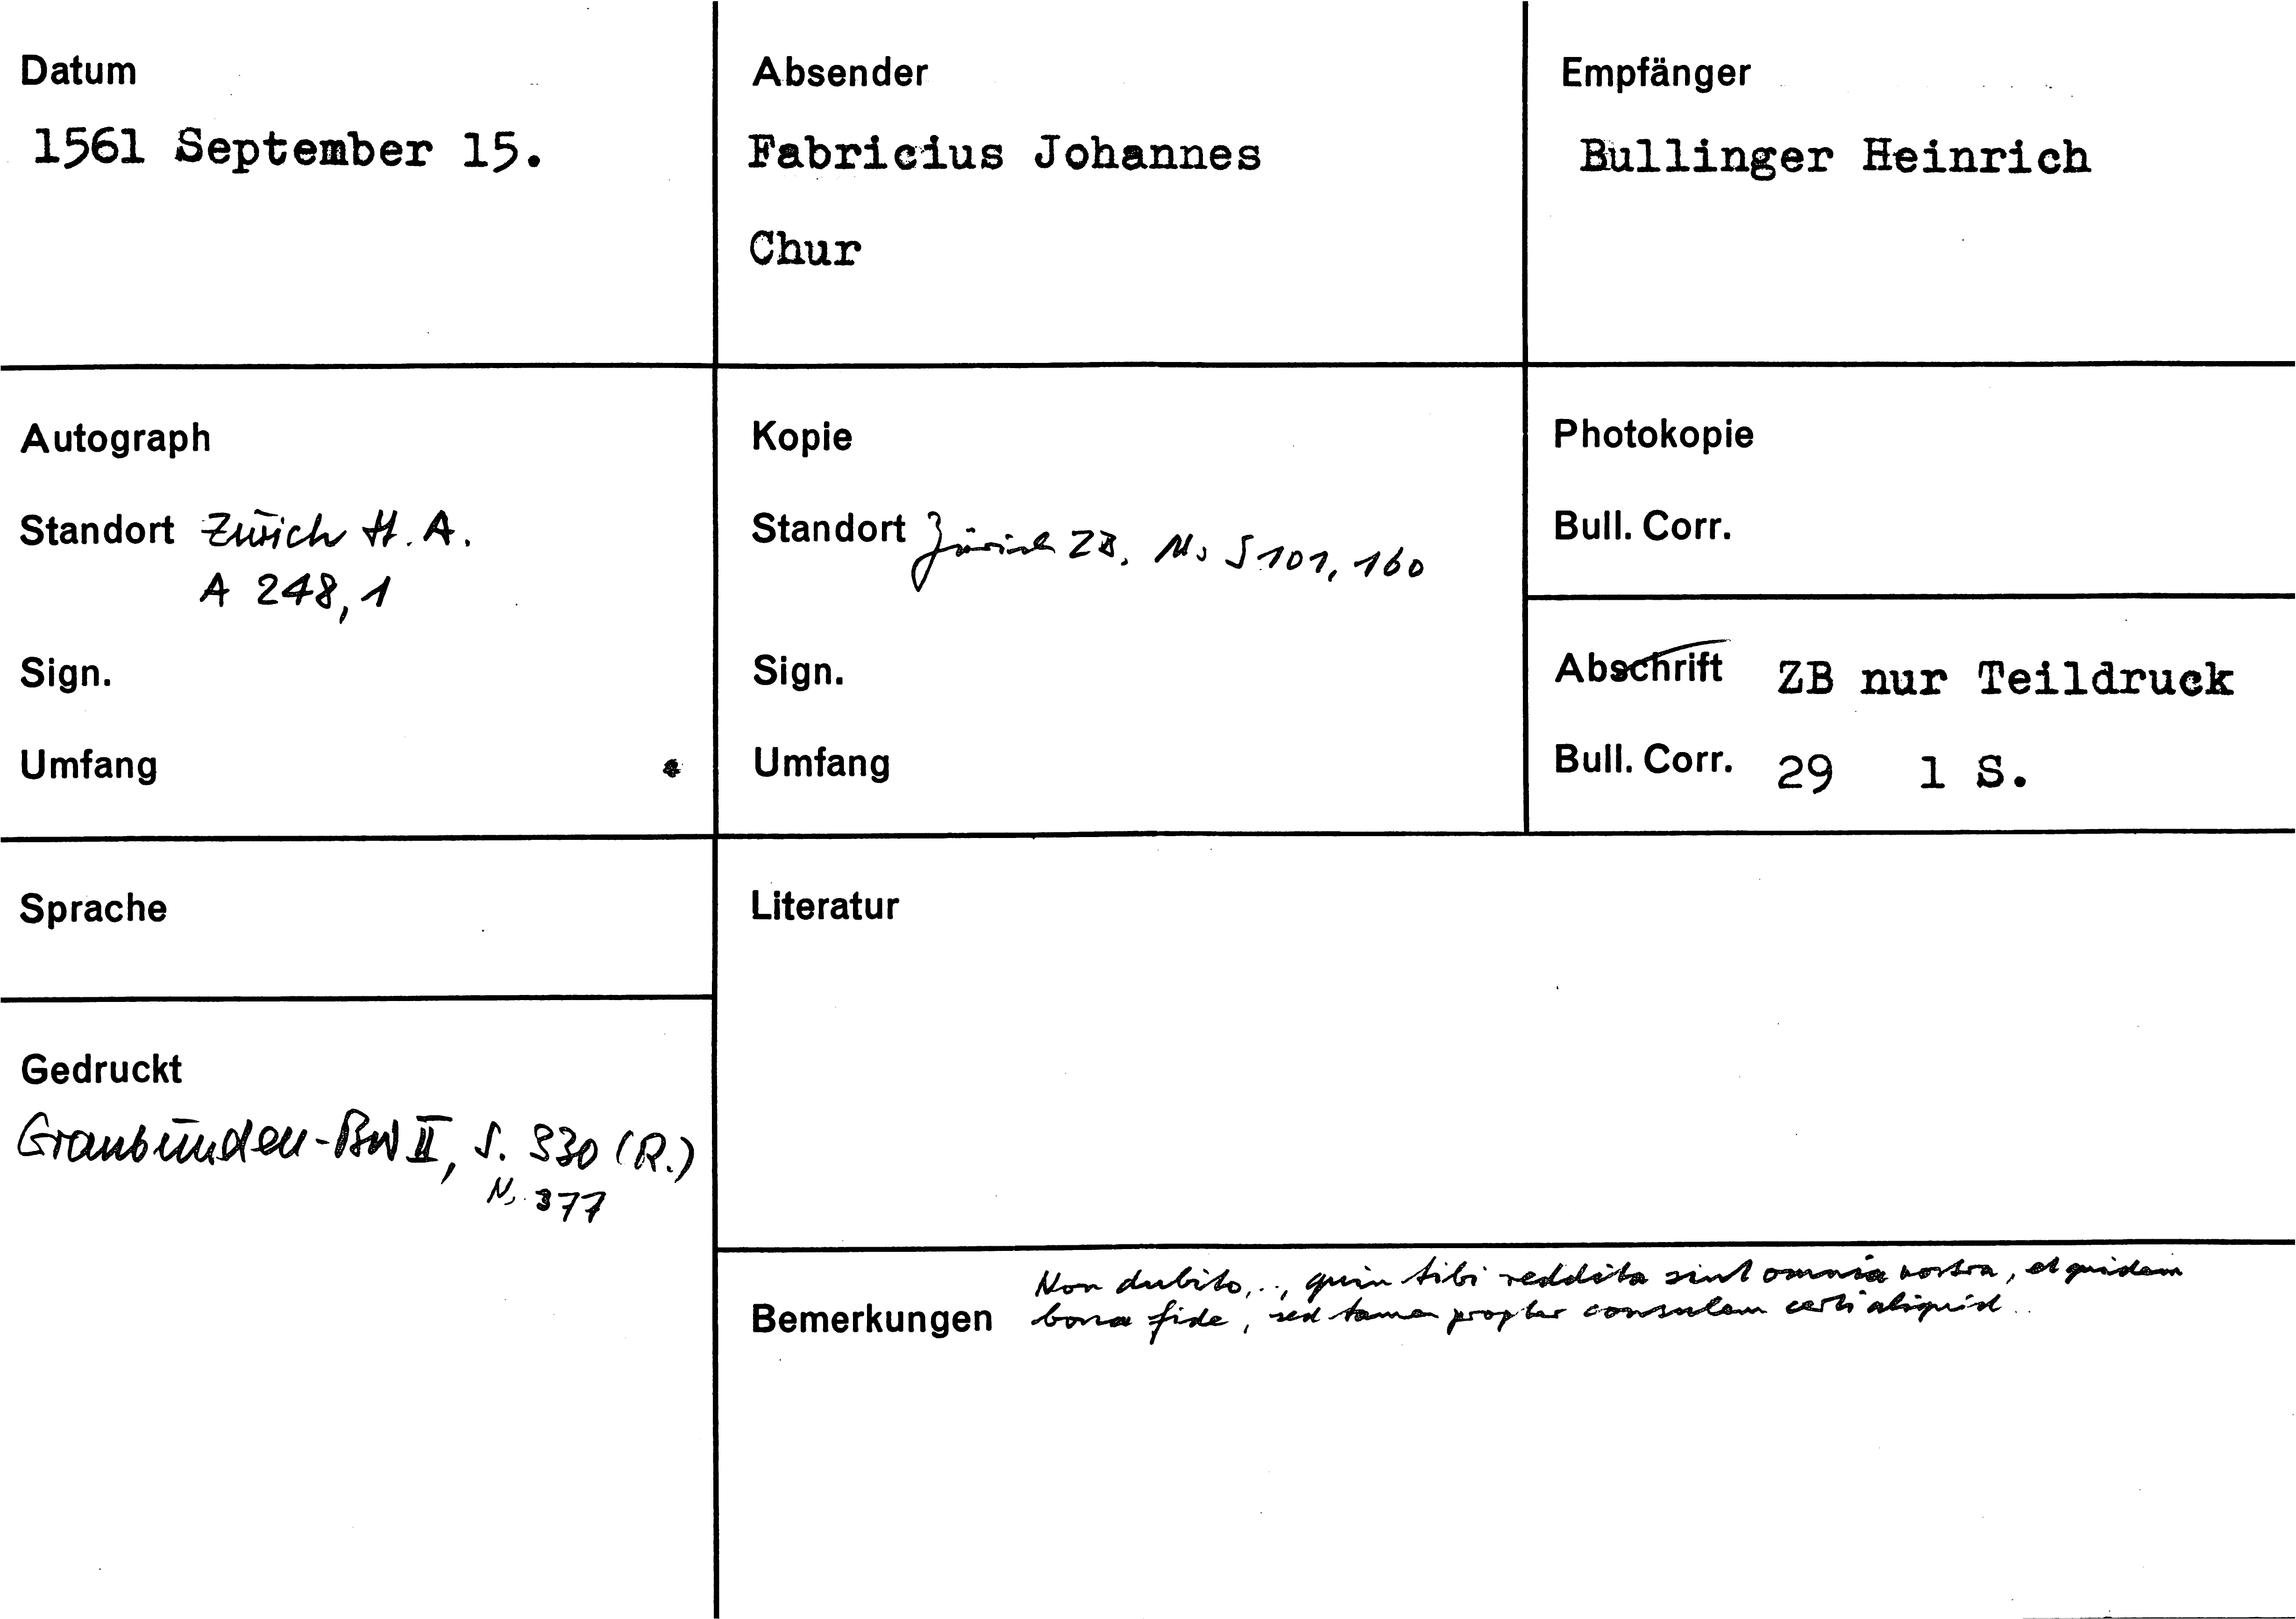 Datum
1561 September 15.
Absender
Fabricius Johannes
Chur
Empfänger
Bullinger Heinrich
Autograph
Standort Zürich St. A.
A 248, 1
Sign.
Umfang
Kopie
Standort Zürich ZB, Ms S 101, 160
Sign.
Umfang
Photokopie
Bull. Corr.
Abschrift ZB nur Teildruck
Bull. Corr. 29 1 S.
Sprache
Literatur
Gedruckt
Graubünden-BW II, S. 330 (R.)
N. 377
Bemerkungen
Non dubito,.., quin tibi reddita sint omnia nostra, et quidem
bona fide, sed tamen propter consulem certi aliquid..